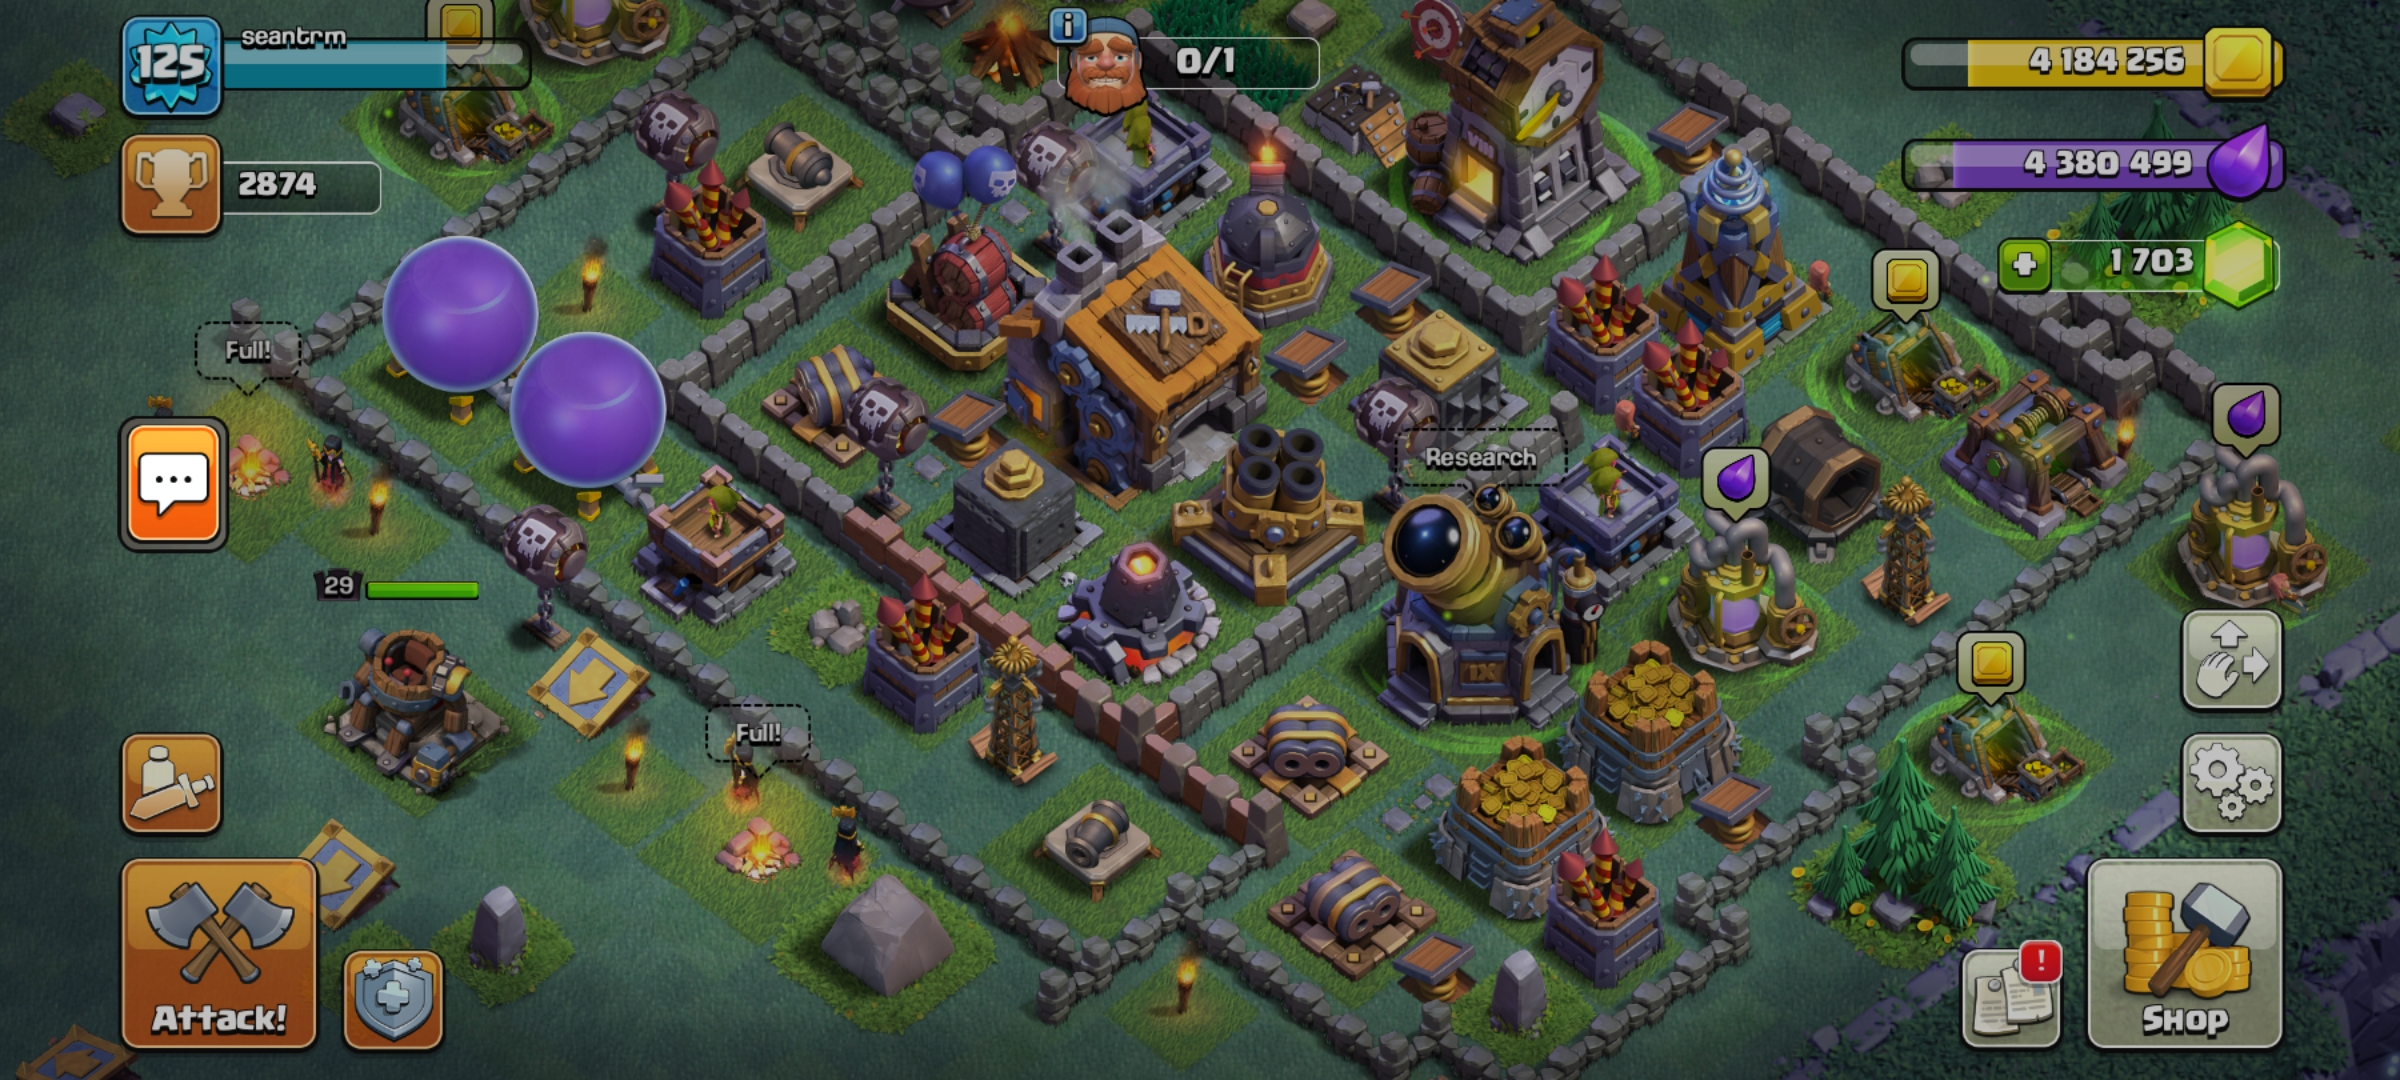 125
seantrm
0/1
4 184 256
4 380 499
2874
1 703
Full!
Research
29
Full!
IX
Attack!
!
Shop